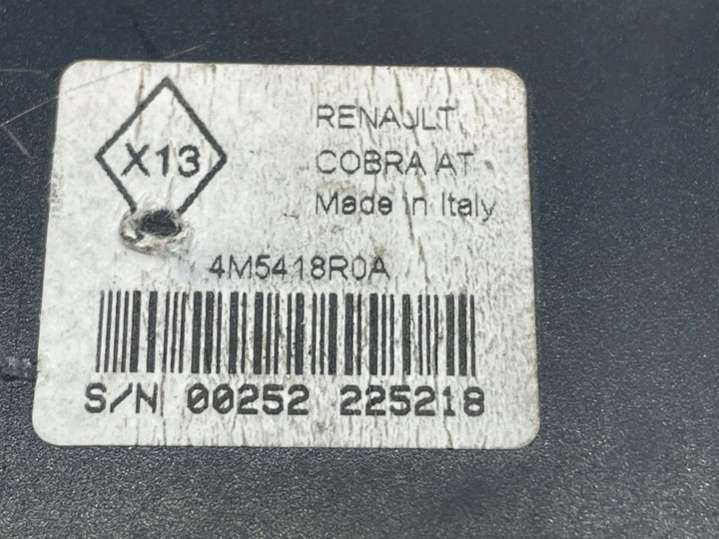 X13
RENAULT
COBRA AT
Made in Italy
4M5418R0A
S/N 00252 225218